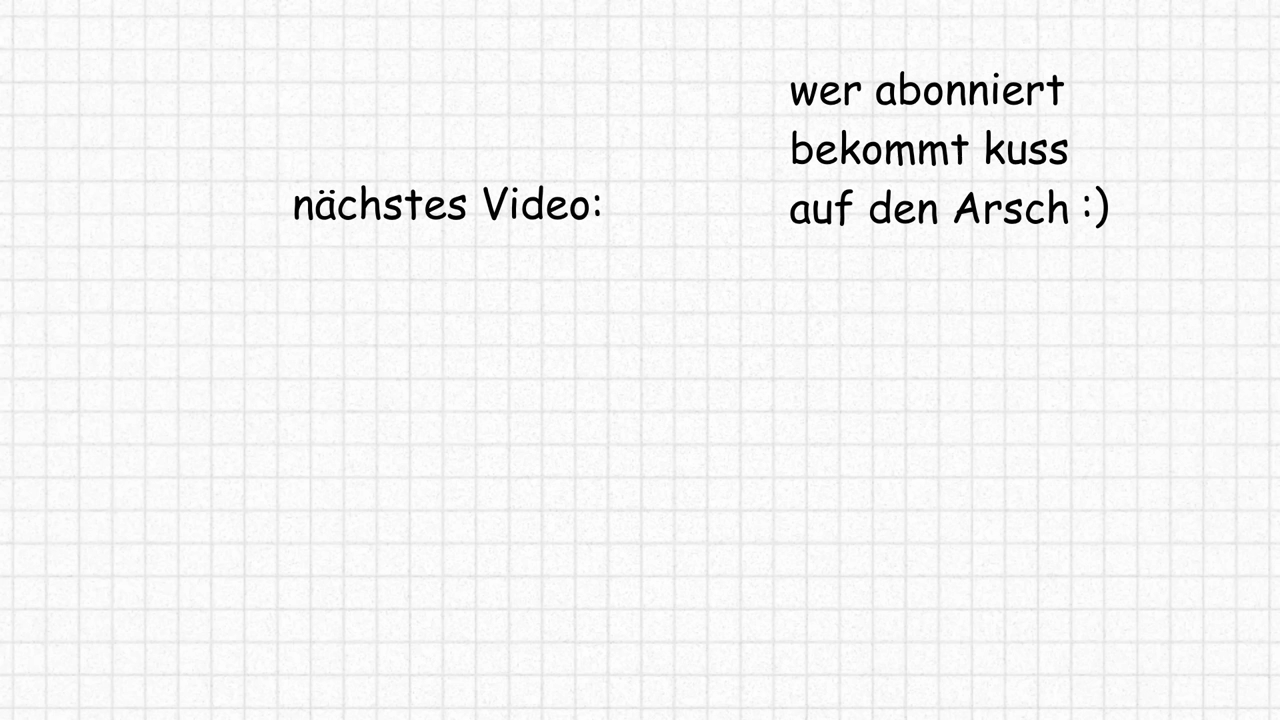 nächstes Video:
wer abonniert
bekommt kuss
auf den Arsch :)